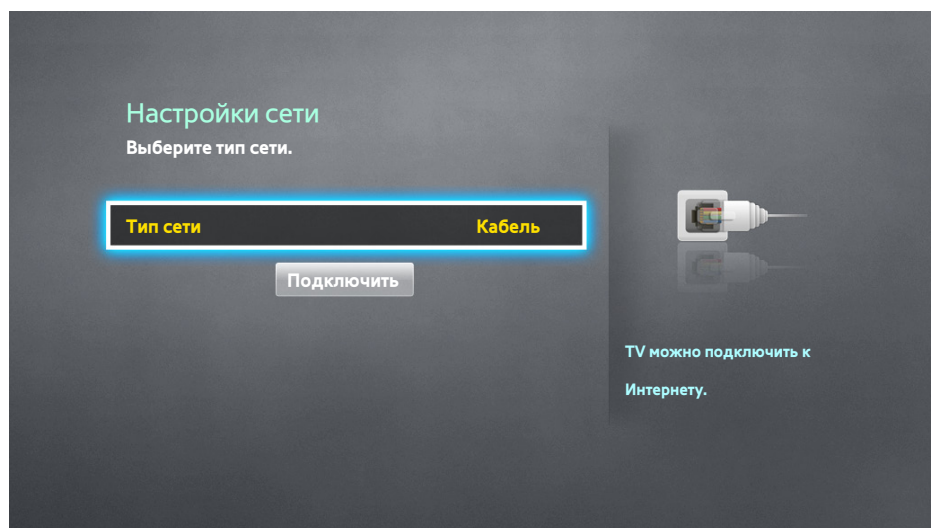 Настройки сети
Выберите тип сети.
Тип сети Кабель
Подключить
TV можно подключить к
Интернету.